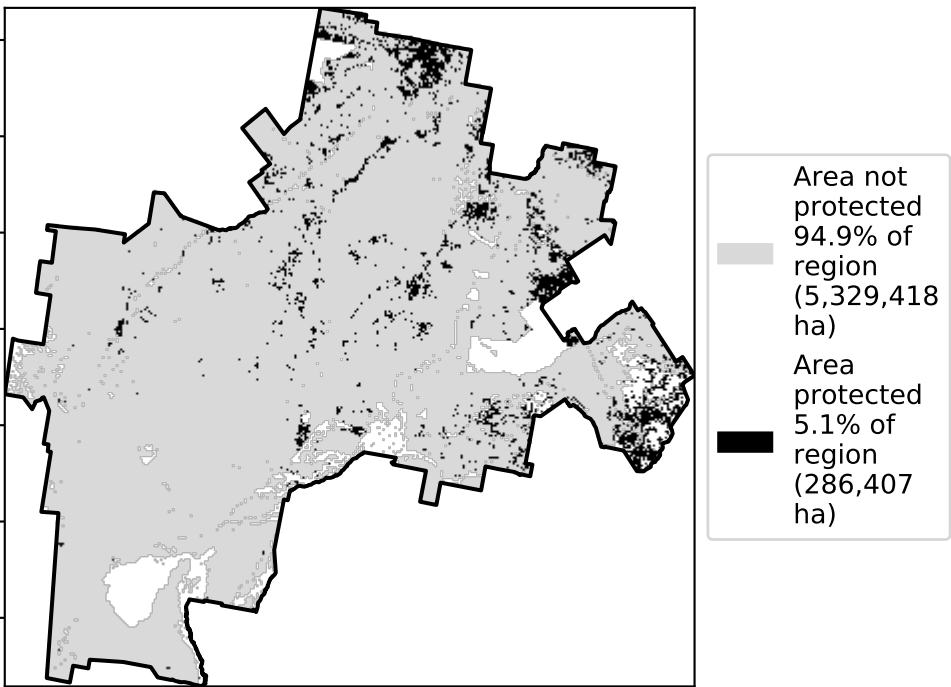 Area not
protected
94.9% of
region
(5,329,418
ha)
Area
protected
5.1% of
region
(286,407
ha)